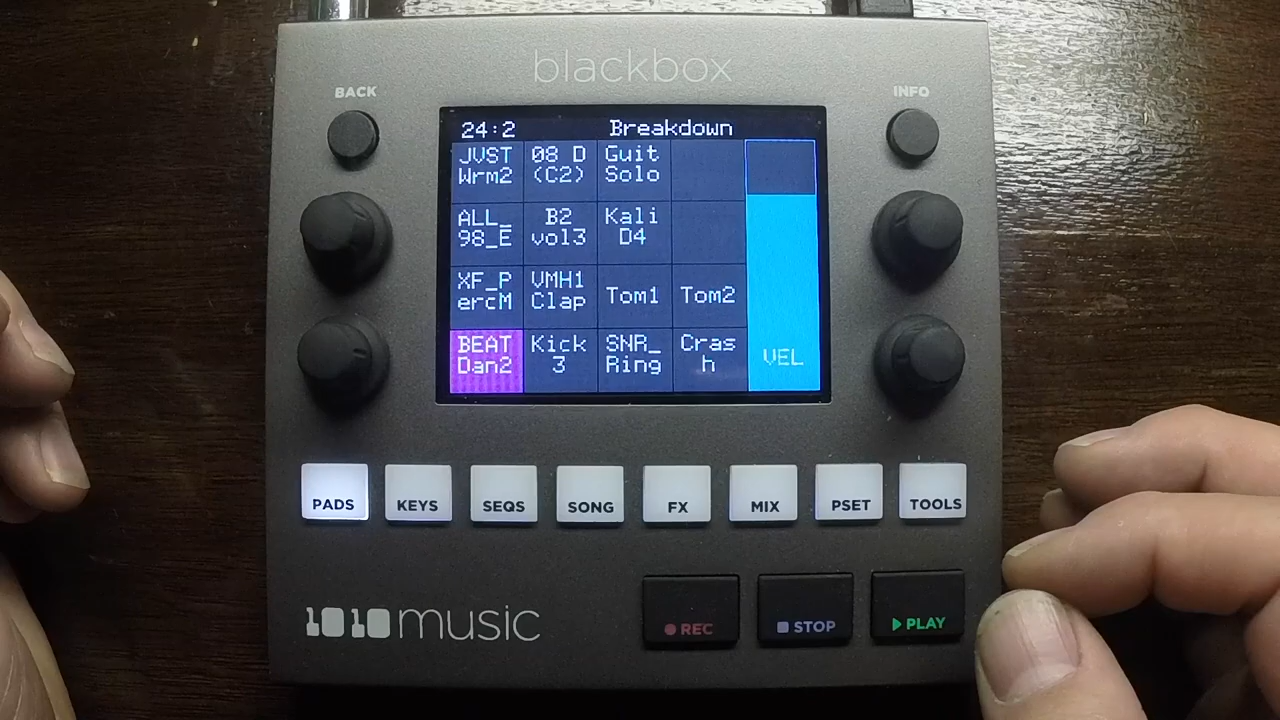 blackbox
BACK
INFO
24:2 Breakdown
JVST 08_D Guit
Wrm2 (C2) Solo
ALL_ B2 Kali
98_E vol3 D4
XF_P VMH1 Tom1 Tom2
ercM Clap
BEAT Kick SNR_ Cras
Dan2 3 Ring h
VEL
PADS KEYS SEQS SONG FX MIX PSET TOOLS
1010music
REC STOP PLAY